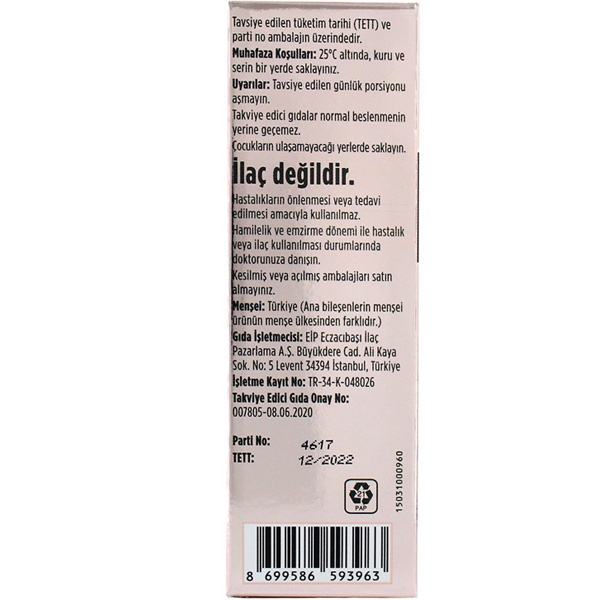 Tavsiye edilen tüketim tarihi (TETT) ve
parti no ambalajın üzerindedir.
Muhafaza Koşulları: 25°C altında, kuru ve
serin bir yerde saklayınız.
Uyarılar: Tavsiye edilen günlük porsiyonu
aşmayın.
Takviye edici gıdalar normal beslenmenin
yerine geçemez.
Çocukların ulaşamayacağı yerlerde saklayın.
İlaç değildir.
Hastalıkların önlenmesi veya tedavi
edilmesi amacıyla kullanılmaz.
Hamilelik ve emzirme dönemi ile hastalık
veya ilaç kullanılması durumlarında
doktorunuza danışın.
Kesilmiş veya açılmış ambalajları satın
almayınız.
Menşei: Türkiye (Ana bileşenlerin menşei
ürünün menşe ülkesinden farklıdır.)
Gıda İşletmecisi: EİP Eczacıbaşı İlaç
Pazarlama A.Ş. Büyükdere Cad. Ali Kaya
Sok. No: 5 Levent 34394 İstanbul, Türkiye
İşletme Kayıt No: TR-34-K-048026
Takviye Edici Gıda Onay No:
007805-08.06.2020
Parti No: 4617
TETT: 12/2022
21
PAP
15031000960
8 699586 593963